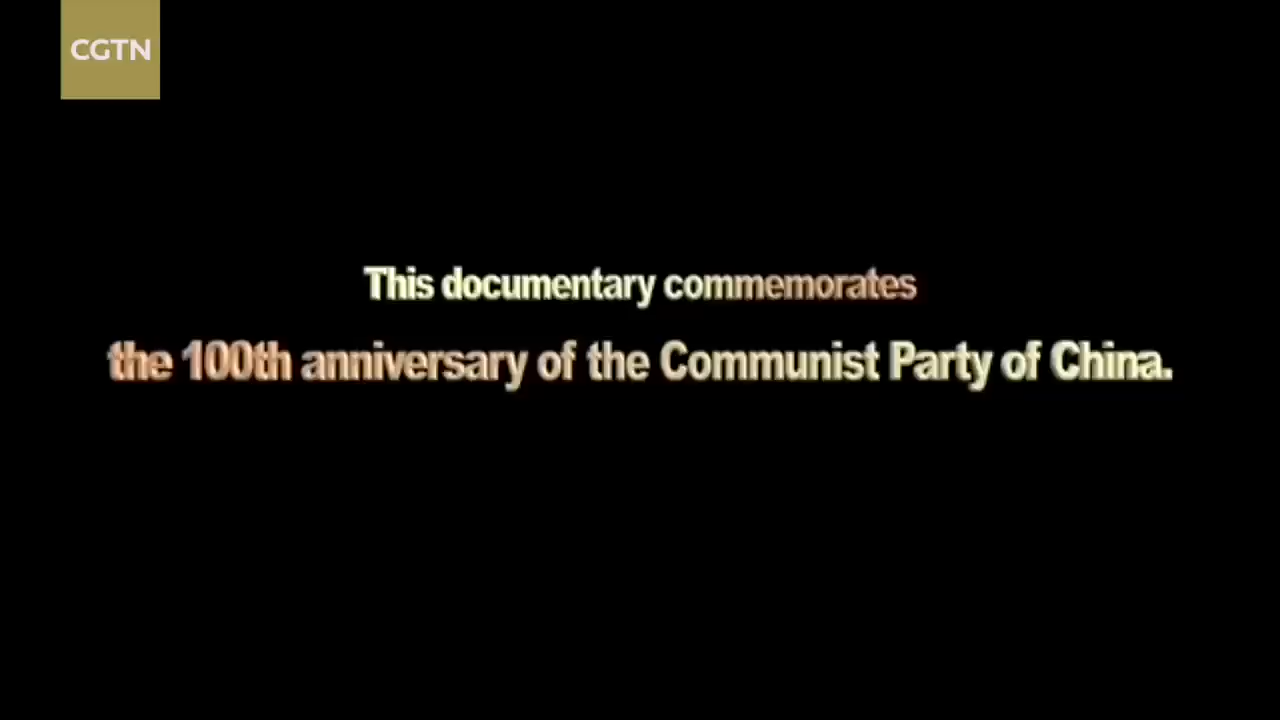 CGTN
This documentary commemorates
the 100th anniversary of the Communist Party of China.